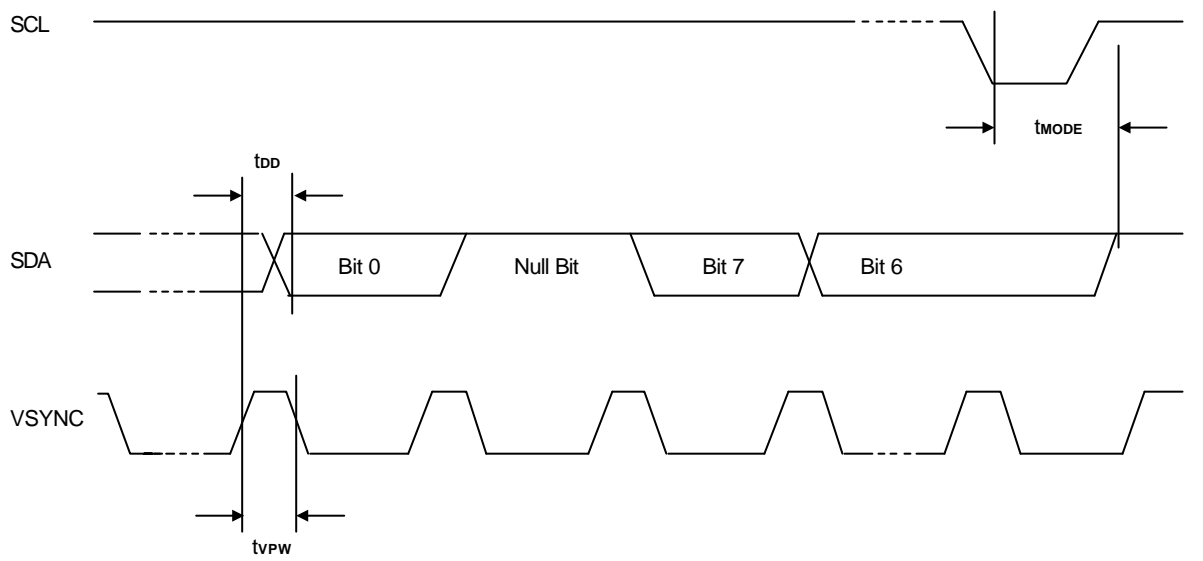 SCL
tMODE
tDD
SDA
Bit 0
Null Bit
Bit 7
Bit 6
VSYNC
tVPW